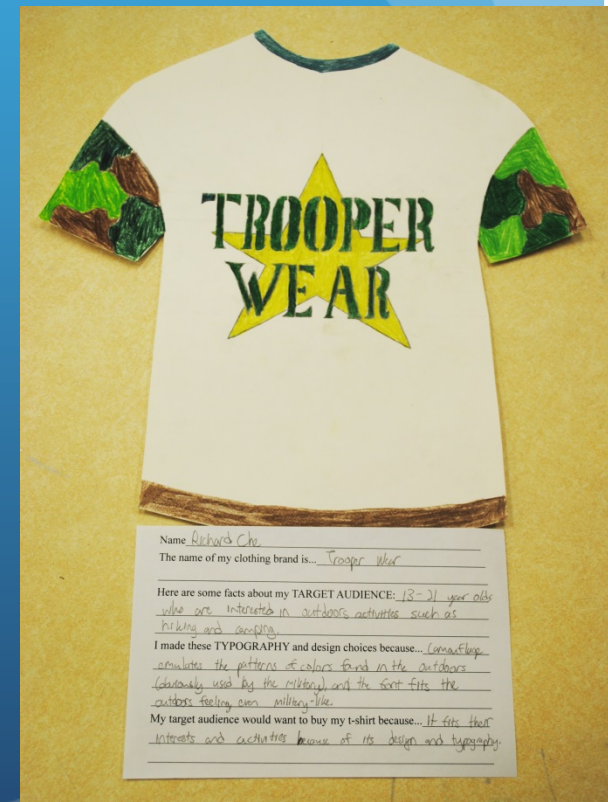 TROOPER
WEAR
Name Richard Cho
The name of my clothing brand is... Trooper Wear
Here are some facts about my TARGET AUDIENCE: 13-21 year olds
who are interested in outdoors activities such as
hiking and camping.
I made these TYPOGRAPHY and design choices because... Camouflage
emulates the patterns of colors found in the outdoors
(obviously used by the military) and the font fits the
outdoors feeling even military-like.
My target audience would want to buy my t-shirt because... It fits their
interests and activities because of its design and typography.